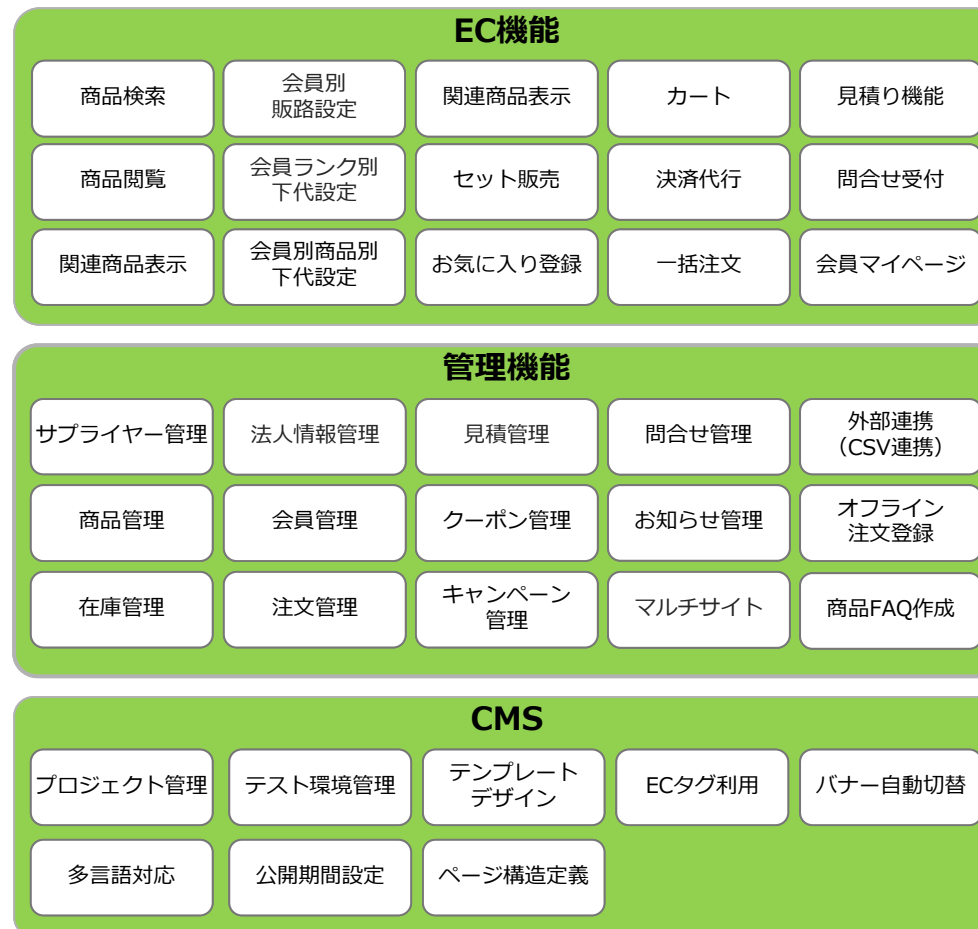 EC機能
商品検索
会員別
販路設定
関連商品表示
カート
見積り機能
商品閲覧
会員ランク別
下代設定
セット販売
決済代行
問合せ受付
関連商品表示
会員別商品別
下代設定
お気に入り登録
一括注文
会員マイページ
管理機能
サプライヤー管理
法人情報管理
見積管理
問合せ管理
外部連携
（CSV連携）
商品管理
会員管理
クーポン管理
お知らせ管理
オフライン
注文登録
在庫管理
注文管理
キャンペーン
管理
マルチサイト
商品FAQ作成
CMS
プロジェクト管理
テスト環境管理
テンプレート
デザイン
ECタグ利用
バナー自動切替
多言語対応
公開期間設定
ページ構造定義